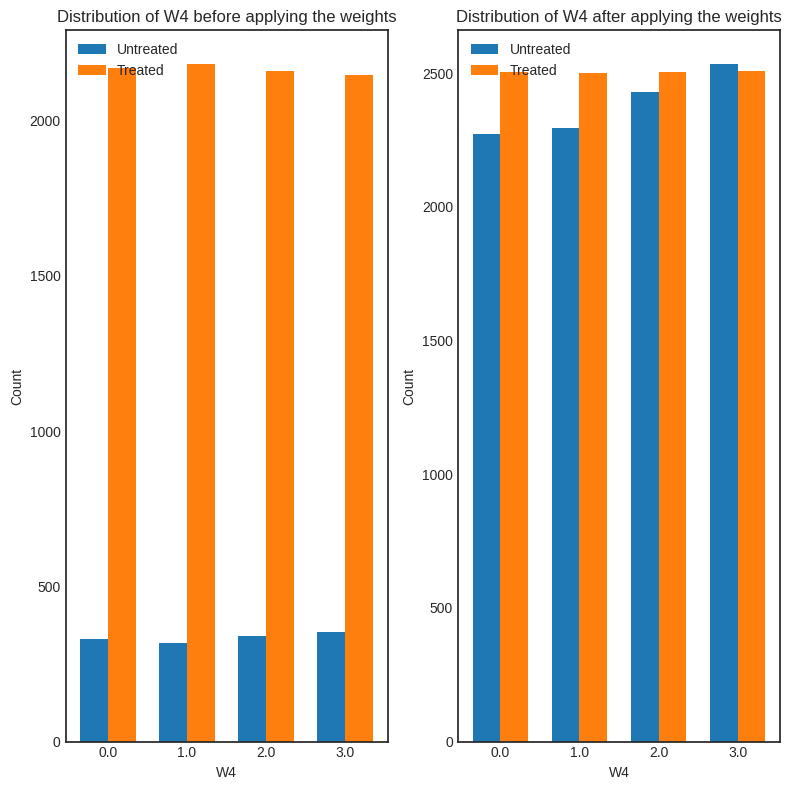 Distribution of W4 before applying the weights
Untreated
Treated
2000
1500
1000
500
0
Count
0.0 1.0 2.0 3.0
W4
Distribution of W4 after applying the weights
Untreated
Treated
2500
2000
1500
1000
500
0
Count
0.0 1.0 2.0 3.0
W4